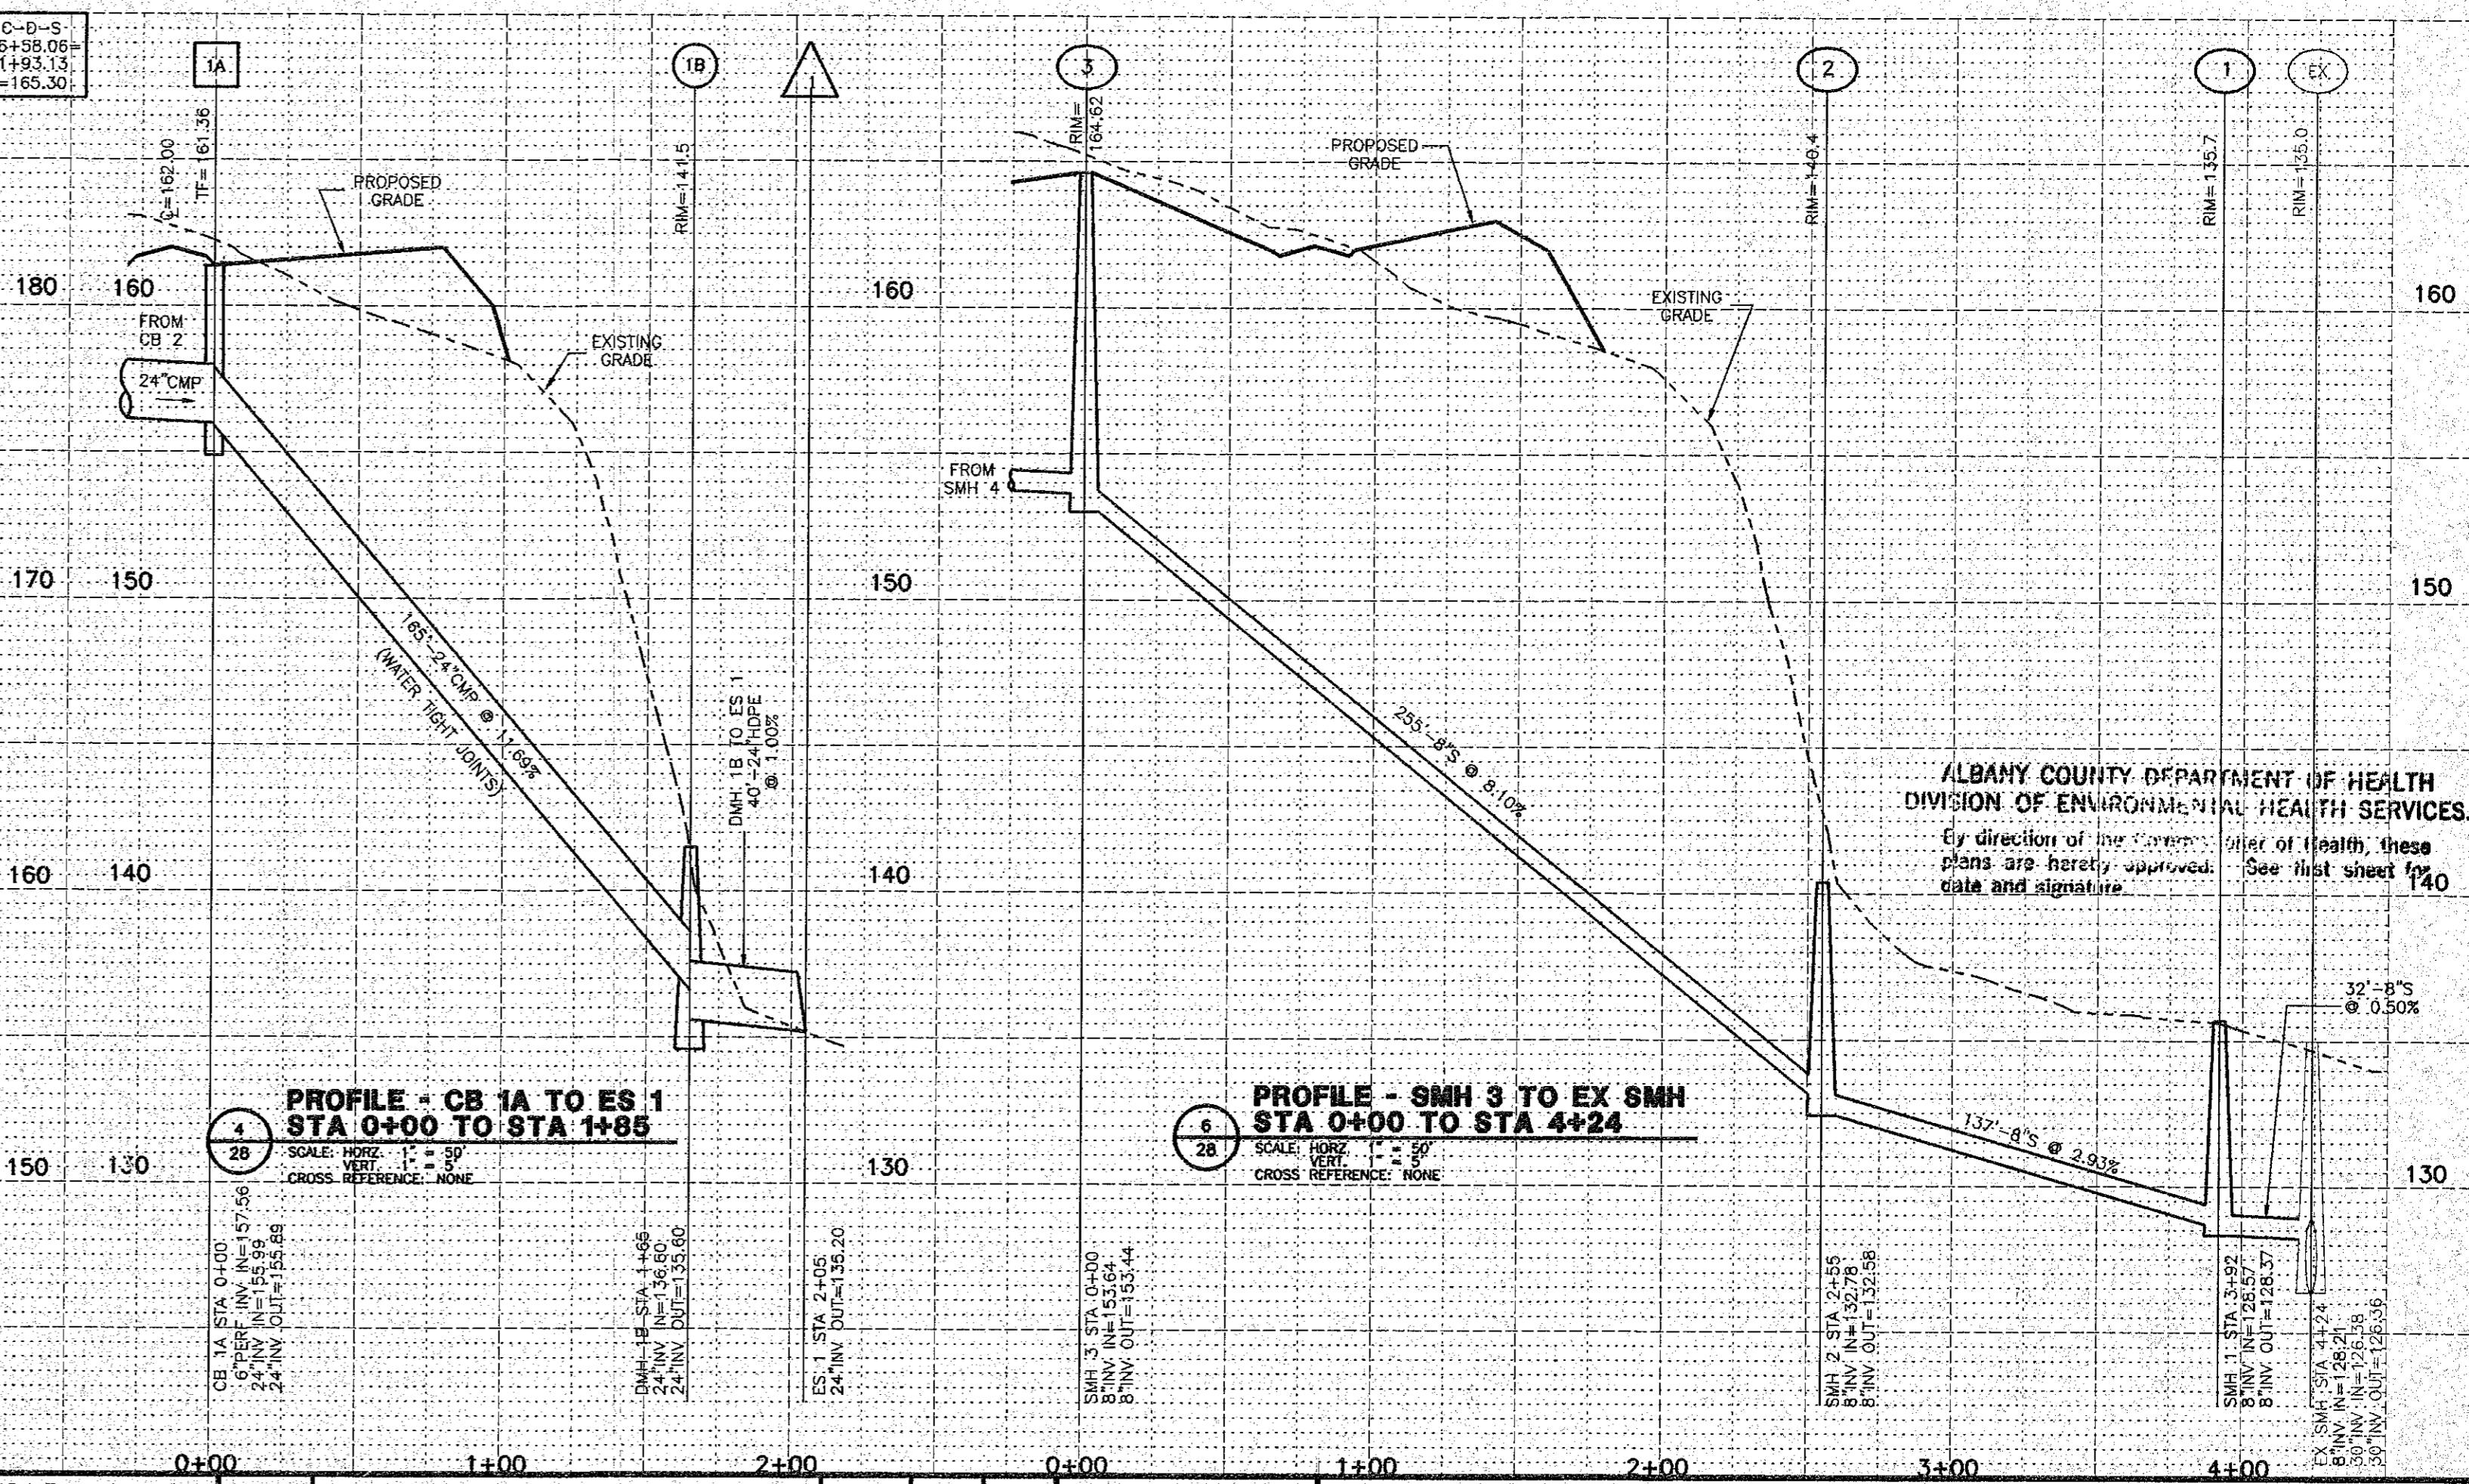 C-D-S
6+58.06=
1+93.13
=165.30
1A
C=162.00
TF=161.36
PROPOSED
GRADE
180
160
FROM
CB 2
24"CMP
EXISTING
GRADE
1B
RIM=141.5
1
170
150
165'-24"CMP @ 11.69%
(WATER TIGHT JOINTS)
DMH 1B TO ES 1
40'-24"HDPE
@ 1.00%
160
140
150
130
4
28
PROFILE - CB 1A TO ES 1
STA 0+00 TO STA 1+85
SCALE: HORZ. 1" = 50'
VERT. 1" = 5'
CROSS REFERENCE: NONE
CB 1A STA 0+00
6"PERF INV IN=157.56
24"INV IN=155.99
24"INV OUT=155.89
DMH 1B STA 1+65
24"INV IN=136.60
24"INV OUT=135.60
ES 1 STA 2+05
24"INV OUT=135.20
0+00
1+00
2+00
3
RIM=
164.62
PROPOSED
GRADE
2
RIM=140.4
1
RIM=135.7
EX
RIM=135.0
160
160
EXISTING
GRADE
FROM
SMH 4
150
150
255'-8"S @ 8.10%
ALBANY COUNTY DEPARTMENT OF HEALTH
DIVISION OF ENVIRONMENTAL HEALTH SERVICES.
By direction of the Commissioner of Health, these
plans are hereby approved. See first sheet for
date and signature.
140
140
32'-8"S
@ 0.50%
137'-8"S @ 2.93%
130
130
6
28
PROFILE - SMH 3 TO EX SMH
STA 0+00 TO STA 4+24
SCALE: HORZ. 1" = 50'
VERT. 1" = 5'
CROSS REFERENCE: NONE
SMH 3 STA 0+00
8"INV IN=153.64
8"INV OUT=153.44
SMH 2 STA 2+55
8"INV IN=132.78
8"INV OUT=132.58
SMH 1 STA 3+92
8"INV IN=128.57
8"INV OUT=128.37
EX SMH STA 4+24
8"INV IN=128.21
30"INV IN=126.38
30"INV OUT=126.36
0+00
1+00
2+00
3+00
4+00